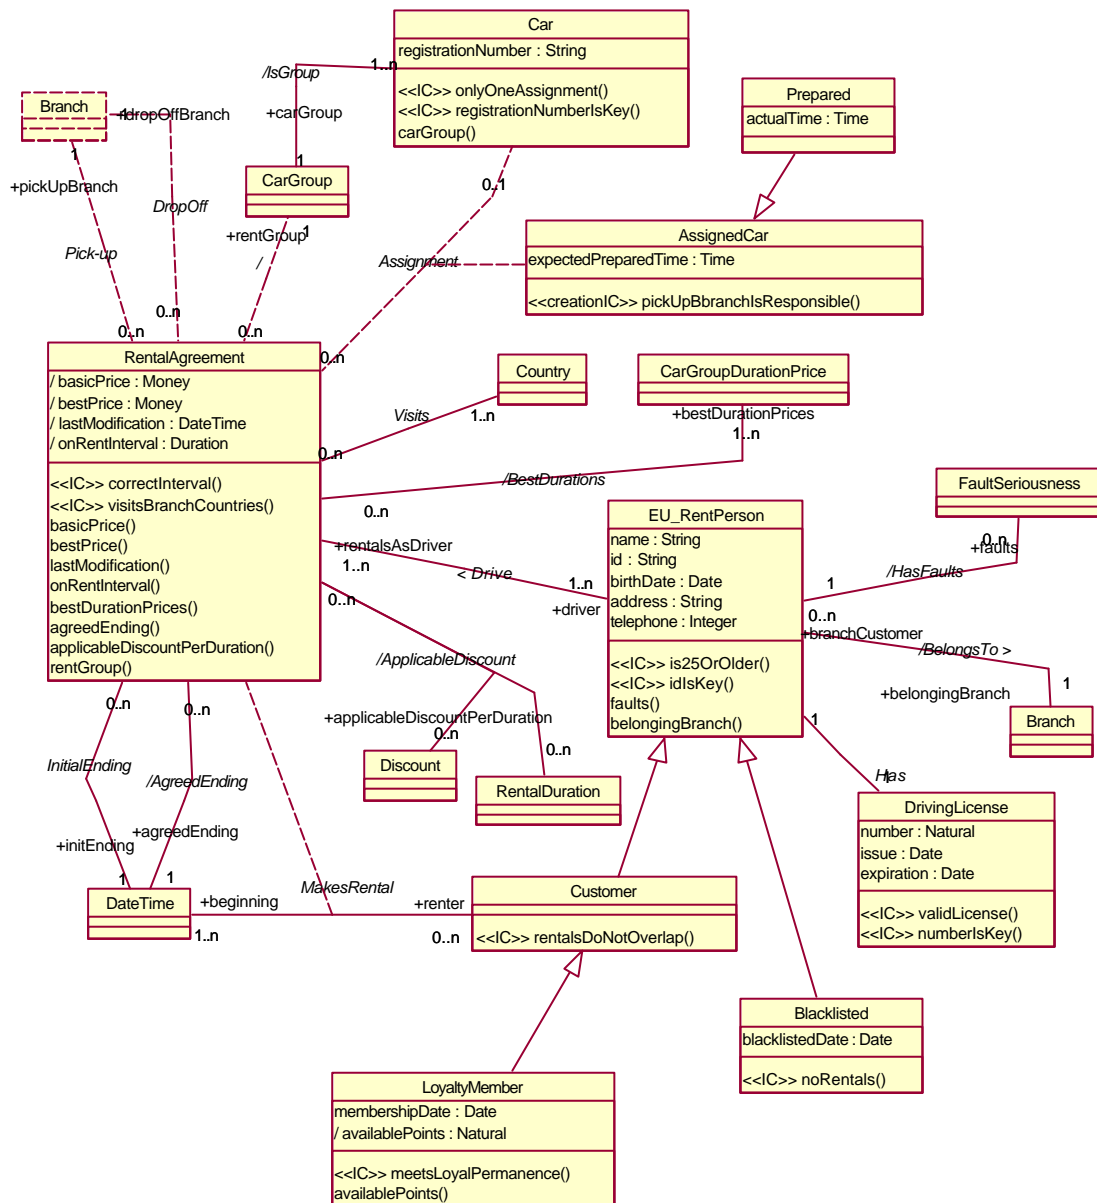 Car
registrationNumber : String
<<IC>> onlyOneAssignment()
<<IC>> registrationNumberIsKey()
carGroup()
1..n
/IsGroup
+carGroup
1
CarGroup
Branch
1
+dropOffBranch
1
+pickUpBranch
DropOff
Pick-up
0..n
0..n
+rentGroup
1
/
0..n
Prepared
actualTime : Time
0..1
Assignment
0..n
AssignedCar
expectedPreparedTime : Time
<<creationIC>> pickUpBbranchIsResponsible()
RentalAgreement
/ basicPrice : Money
/ bestPrice : Money
/ lastModification : DateTime
/ onRentInterval : Duration
<<IC>> correctInterval()
<<IC>> visitsBranchCountries()
basicPrice()
bestPrice()
lastModification()
onRentInterval()
bestDurationPrices()
agreedEnding()
applicableDiscountPerDuration()
rentGroup()
Country
Visits
1..n
0..n
CarGroupDurationPrice
+bestDurationPrices
1..n
/BestDurations
0..n
FaultSeriousness
0..n
+faults
1
/HasFaults
EU_RentPerson
name : String
id : String
birthDate : Date
address : String
telephone : Integer
<<IC>> is25OrOlder()
<<IC>> idIsKey()
faults()
belongingBranch()
+rentalsAsDriver
1..n
< Drive
1..n
+driver
0..n
+branchCustomer
/BelongsTo >
1
+belongingBranch
Branch
0..n
/ApplicableDiscount
+applicableDiscountPerDuration
0..n
0..n
Discount
RentalDuration
1
Has
DrivingLicense
number : Natural
issue : Date
expiration : Date
<<IC>> validLicense()
<<IC>> numberIsKey()
0..n
0..n
InitialEnding
/AgreedEnding
+agreedEnding
+initEnding
1
1
DateTime
+beginning
1..n
MakesRental
+renter
0..n
Customer
<<IC>> rentalsDoNotOverlap()
Blacklisted
blacklistedDate : Date
<<IC>> noRentals()
LoyaltyMember
membershipDate : Date
/ availablePoints : Natural
<<IC>> meetsLoyalPermanence()
availablePoints()